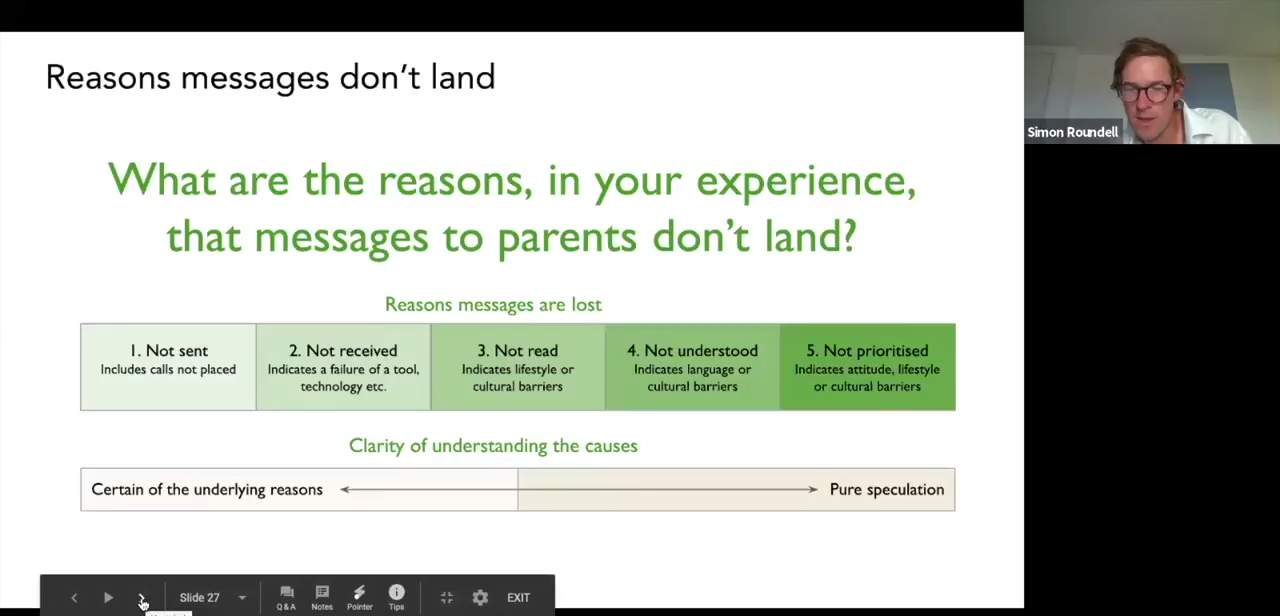 Reasons messages don't land
Simon Roundell
What are the reasons, in your experience,
that messages to parents don't land?
Reasons messages are lost
1. Not sent
Includes calls not placed
2. Not received
Indicates a failure of a tool,
technology etc.
3. Not read
Indicates lifestyle or
cultural barriers
4. Not understood
Indicates language or
cultural barriers
5. Not prioritised
Indicates attitude, lifestyle
or cultural barriers
Clarity of understanding the causes
Certain of the underlying reasons
Pure speculation
Slide 27
Q & A
Notes
Pointer
Tips
EXIT